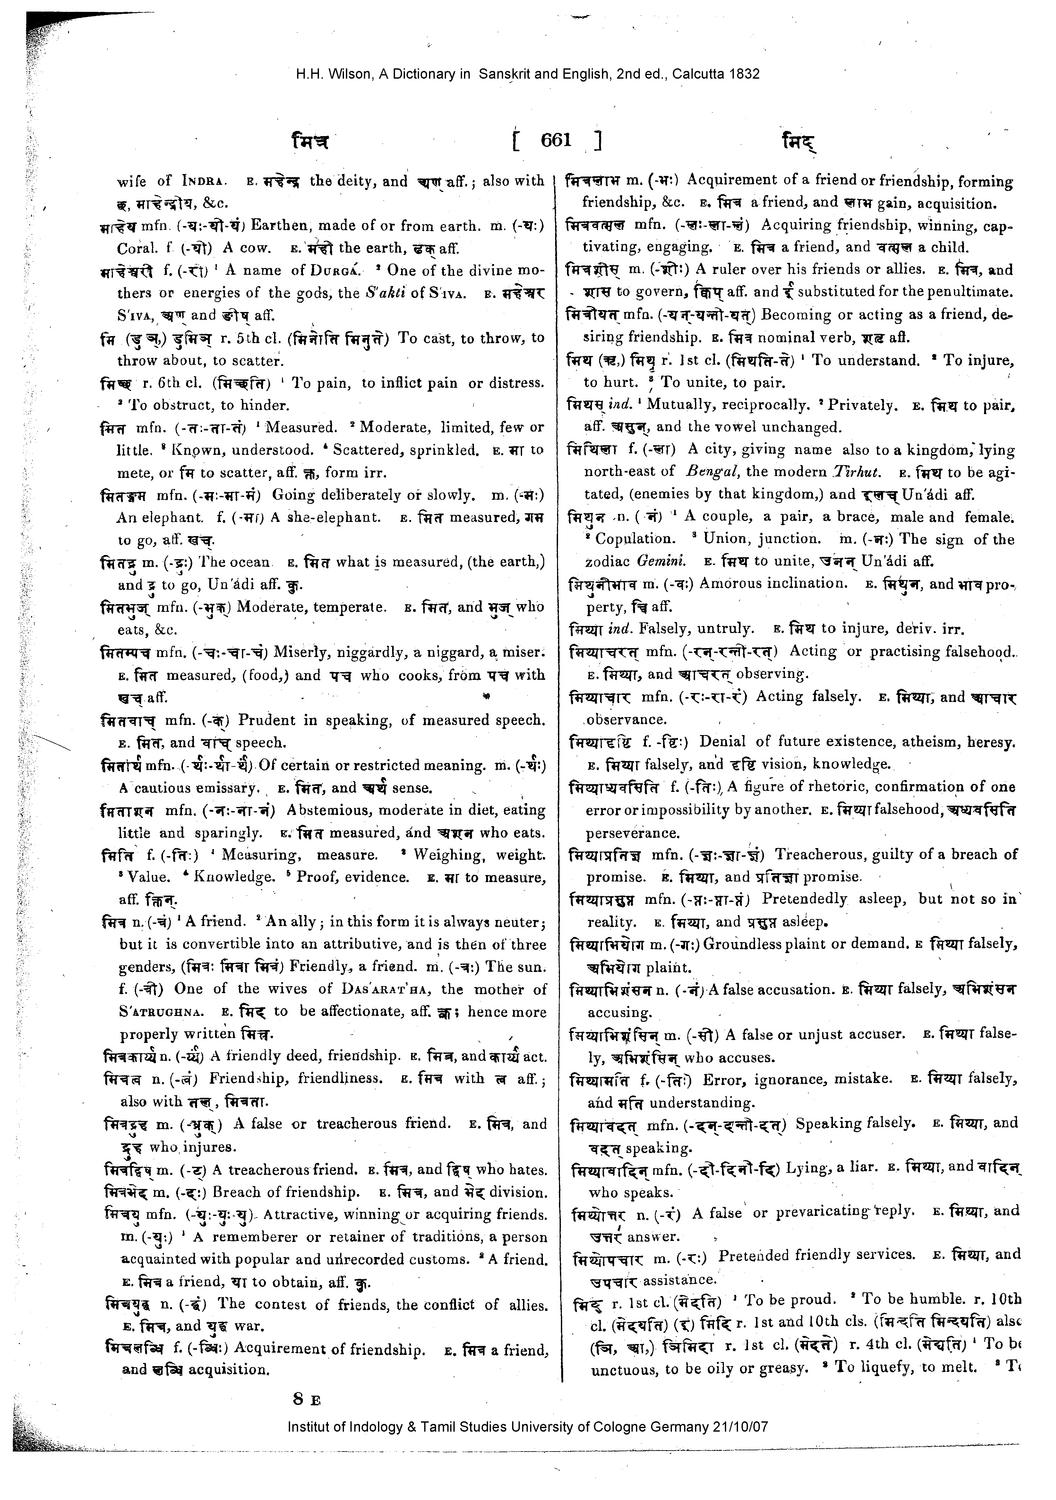 H.H. Wilson, A Dictionary in Sanskrit and English, 2nd ed., Calcutta 1832
मित्र [ 661 ] मिद्
wife of INDRA. E. महेन्द्र the deity, and अण् aff.; also with
छ, माहेन्द्रीय, &c.
माहेय mfn. (-यः-यी-यं) Earthen, made of or from earth. m. (-यः)
Coral. f (-यी) A cow. E. मही the earth, ढक् aff.
माहेश्वरी f. (-री) ¹ A name of DURGÁ. ² One of the divine mo-
thers or energies of the gods, the S'akti of S'IVA. E. महेश्वर
S'IVA, अण् and ङीष् aff.
मि (डु ञ्,) डुमिञ् r. 5th cl. (मिनोति मिनुते) To cast, to throw, to
throw about, to scatter.
मिच्छ r. 6th cl. (मिच्छति) ¹ To pain, to inflict pain or distress.
² To obstruct, to hinder.
मित mfn. (-तः-ता-तं) ¹ Measured. ² Moderate, limited, few or
little. ³ Known, understood. ⁴ Scattered, sprinkled. E. मा to
mete, or मि to scatter, aff. क्त, form irr.
मितङ्गम mfn. (-मः-मा-मं) Going deliberately or slowly. m. (-मः)
An elephant. f. (-मा) A she-elephant. E. मित measured, गम
to go, aff. खच्.
मितद्रु m. (-द्रुः) The ocean E. मित what is measured, (the earth,)
and द्रु to go, Un'ádi aff. कु.
मितभुज् mfn. (-भुक्) Moderate, temperate. E. मित, and भुज् who
eats, &c.
मितम्पच mfn. (-चः-चा-चं) Miserly, niggardly, a niggard, a miser.
E. मित measured, (food,) and पच who cooks, from पच with
खच् aff.
मितवाच् mfn. (-क्) Prudent in speaking, of measured speech.
E. मित, and वाच् speech.
मितार्थ mfn. (-र्थः-र्था-र्थं) Of certain or restricted meaning. m. (-र्थः)
A cautious emissary. E. मित, and अर्थ sense.
मिताशन mfn. (-नः-ना-नं) Abstemious, moderate in diet, eating
little and sparingly. E. मित measured, and अशन who eats.
मिति f. (-तिः) ¹ Measuring, measure. ² Weighing, weight.
³ Value. ⁴ Knowledge. ⁵ Proof, evidence. E. मा to measure,
aff. क्तिन्.
मित्र n. (-त्रं) ¹ A friend. ² An ally; in this form it is always neuter;
but it is convertible into an attributive, and is then of three
genders, (मित्रः मित्रा मित्रं) Friendly, a friend. m. (-त्रः) The sun.
f. (-त्री) One of the wives of DAS'ARAT'HA, the mother of
S'ATRUGHNA. E. मिद् to be affectionate, aff. क्त्र; hence more
properly written मित्त्र.
मित्रकार्य्य n. (-र्य्यं) A friendly deed, friendship. E. मित्र, and कार्य्य act.
मित्रत्व n. (-त्वं) Friendship, friendliness. E. मित्र with त्व aff.;
also with तल्, मित्रता.
मित्रद्रुह m. (-ध्रुक्) A false or treacherous friend. E. मित्र, and
द्रुह who injures.
मित्रद्विष् m. (-ट) A treacherous friend. E. मित्र, and द्विष् who hates.
मित्रभेद m. (-दः) Breach of friendship. E. मित्र, and भेद division.
मित्रयु mfn. (-युः-युः-यु) Attractive, winning or acquiring friends.
m. (-युः) ¹ A rememberer or retainer of traditions, a person
acquainted with popular and unrecorded customs. ² A friend.
E. मित्र a friend, या to obtain, aff. कु.
मित्रयुद्ध n. (-द्धं) The contest of friends, the conflict of allies.
E. मित्र, and युद्ध war.
मित्रलब्धि f. (-ब्धिः) Acquirement of friendship. E. मित्र a friend,
and लब्धि acquisition.
8 E
मित्रलाभ m. (-भः) Acquirement of a friend or friendship, forming
friendship, &c. E. मित्र a friend, and लाभ gain, acquisition.
मित्रवत्सल mfn. (-लः-ला-लं) Acquiring friendship, winning, cap-
tivating, engaging. E. मित्र a friend, and वत्सल a child.
मित्रशीस् m. (-शीः) A ruler over his friends or allies. E. मित्र, and
शास to govern, क्विप् aff. and ई substituted for the penultimate.
मित्रीयत् mfn. (-यन्-यन्ती-यत्) Becoming or acting as a friend, de-
siring friendship. E. मित्र nominal verb, शतृ aff.
मिथ (ऋ,) मिथृ r. 1st cl. (मिथति-ते) ¹ To understand. ² To injure,
to hurt. ³ To unite, to pair.
मिथस् ind. ¹ Mutually, reciprocally. ² Privately. E. मिथ to pair,
aff. असुन्, and the vowel unchanged.
मिथिला f. (-ला) A city, giving name also to a kingdom, lying
north-east of Bengal, the modern Tirhut. E. मिथ to be agi-
tated, (enemies by that kingdom,) and इलच् Un'ádi aff.
मिथुन n. (-नं) ¹ A couple, a pair, a brace, male and female.
² Copulation. ³ Union, junction. m. (-नः) The sign of the
zodiac Gemini. E. मिथ to unite, उनन् Un'ádi aff.
मिथुनीभाव m. (-वः) Amorous inclination. E. मिथुन, and भाव pro-
perty, च्वि aff.
मिथ्या ind. Falsely, untruly. E. मिथ to injure, deriv. irr.
मिथ्याचरत् mfn. (-रन्-रन्ती-रत्) Acting or practising falsehood.
E. मिथ्या, and आचरत् observing.
मिथ्याचार mfn. (-रः-रा-रं) Acting falsely. E. मिथ्या, and आचार
observance.
मिथ्यादृष्टि f. -ष्टिः) Denial of future existence, atheism, heresy.
E. मिथ्या falsely, and दृष्टि vision, knowledge.
मिथ्याध्यवसिति f. (-तिः) A figure of rhetoric, confirmation of one
error or impossibility by another. E. मिथ्या falsehood, अध्यवसिति
perseverance.
मिथ्याप्रतिज्ञ mfn. (-ज्ञः-ज्ञा-ज्ञं) Treacherous, guilty of a breach of
promise. E. मिथ्या, and प्रतिज्ञा promise.
मिथ्याप्रसुप्त mfn. (-प्तः-प्ता-प्तं) Pretendedly asleep, but not so in
reality. E. मिथ्या, and प्रसुप्त asleep.
मिथ्याभियोग m. (-गः) Groundless plaint or demand. E मिथ्या falsely,
अभियोग plaint.
मिथ्याभिशंसन n. (-नं) A false accusation. E. मिथ्या falsely, अभिशंसन
accusing.
मिथ्याभिशंसिन् m. (-सी) A false or unjust accuser. E. मिथ्या false-
ly, अभिशंसिन् who accuses.
मिथ्यामति f. (-तिः) Error, ignorance, mistake. E. मिथ्या falsely,
and मति understanding.
मिथ्यावदत् mfn. (-दन्-दन्ती-दत्) Speaking falsely. E. मिथ्या, and
वदत् speaking.
मिथ्यावादिन् mfn. (-दी-दिनी-दि) Lying, a liar. E. मिथ्या, and वादिन्
who speaks.
मिथ्योत्तर n. (-रं) A false or prevaricating reply. E. मिथ्या, and
उत्तर answer.
मिथ्योपचार m. (-रः) Pretended friendly services. E. मिथ्या, and
उपचार assistance.
मिद् r. 1st cl. (मेदति) ¹ To be proud. ² To be humble. r. 10th
cl. (मेदयति) (इ) मिदि r. 1st and 10th cls. (मिन्दति मिन्दयति) also
(ञि, आ,) ञिमिदा r. 1st cl. (मेदते) r. 4th cl. (मेद्यति) ¹ To be
unctuous, to be oily or greasy. ² To liquefy, to melt. ³ To
Institut of Indology & Tamil Studies University of Cologne Germany 21/10/07